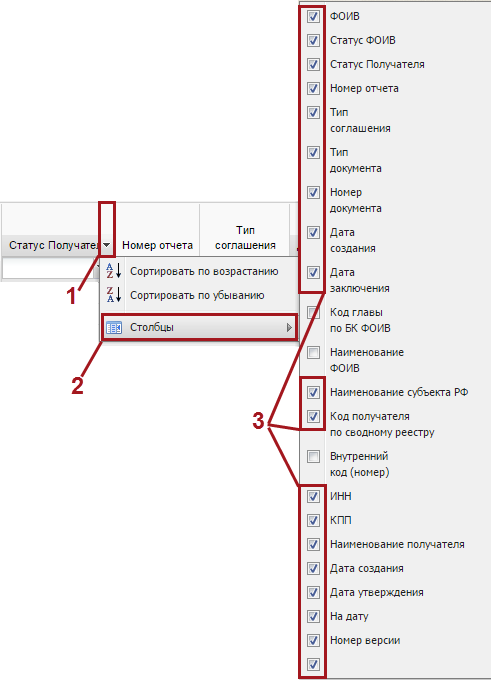 ФОИВ
Статус ФОИВ
Статус Получателя
Номер отчета
Тип
соглашения
Тип
документа
Номер
документа
Дата
создания
Дата
заключения
Код главы
по БК ФОИВ
Наименование
ФОИВ
Наименование субъекта РФ
Код получателя
по сводному реестру
Внутренний
код (номер)
ИНН
КПП
Наименование получателя
Дата создания
Дата утверждения
На дату
Номер версии
Статус Получател
Номер отчета
Тип
соглашения
1
Сортировать по возрастанию
Сортировать по убыванию
Столбцы
2
3